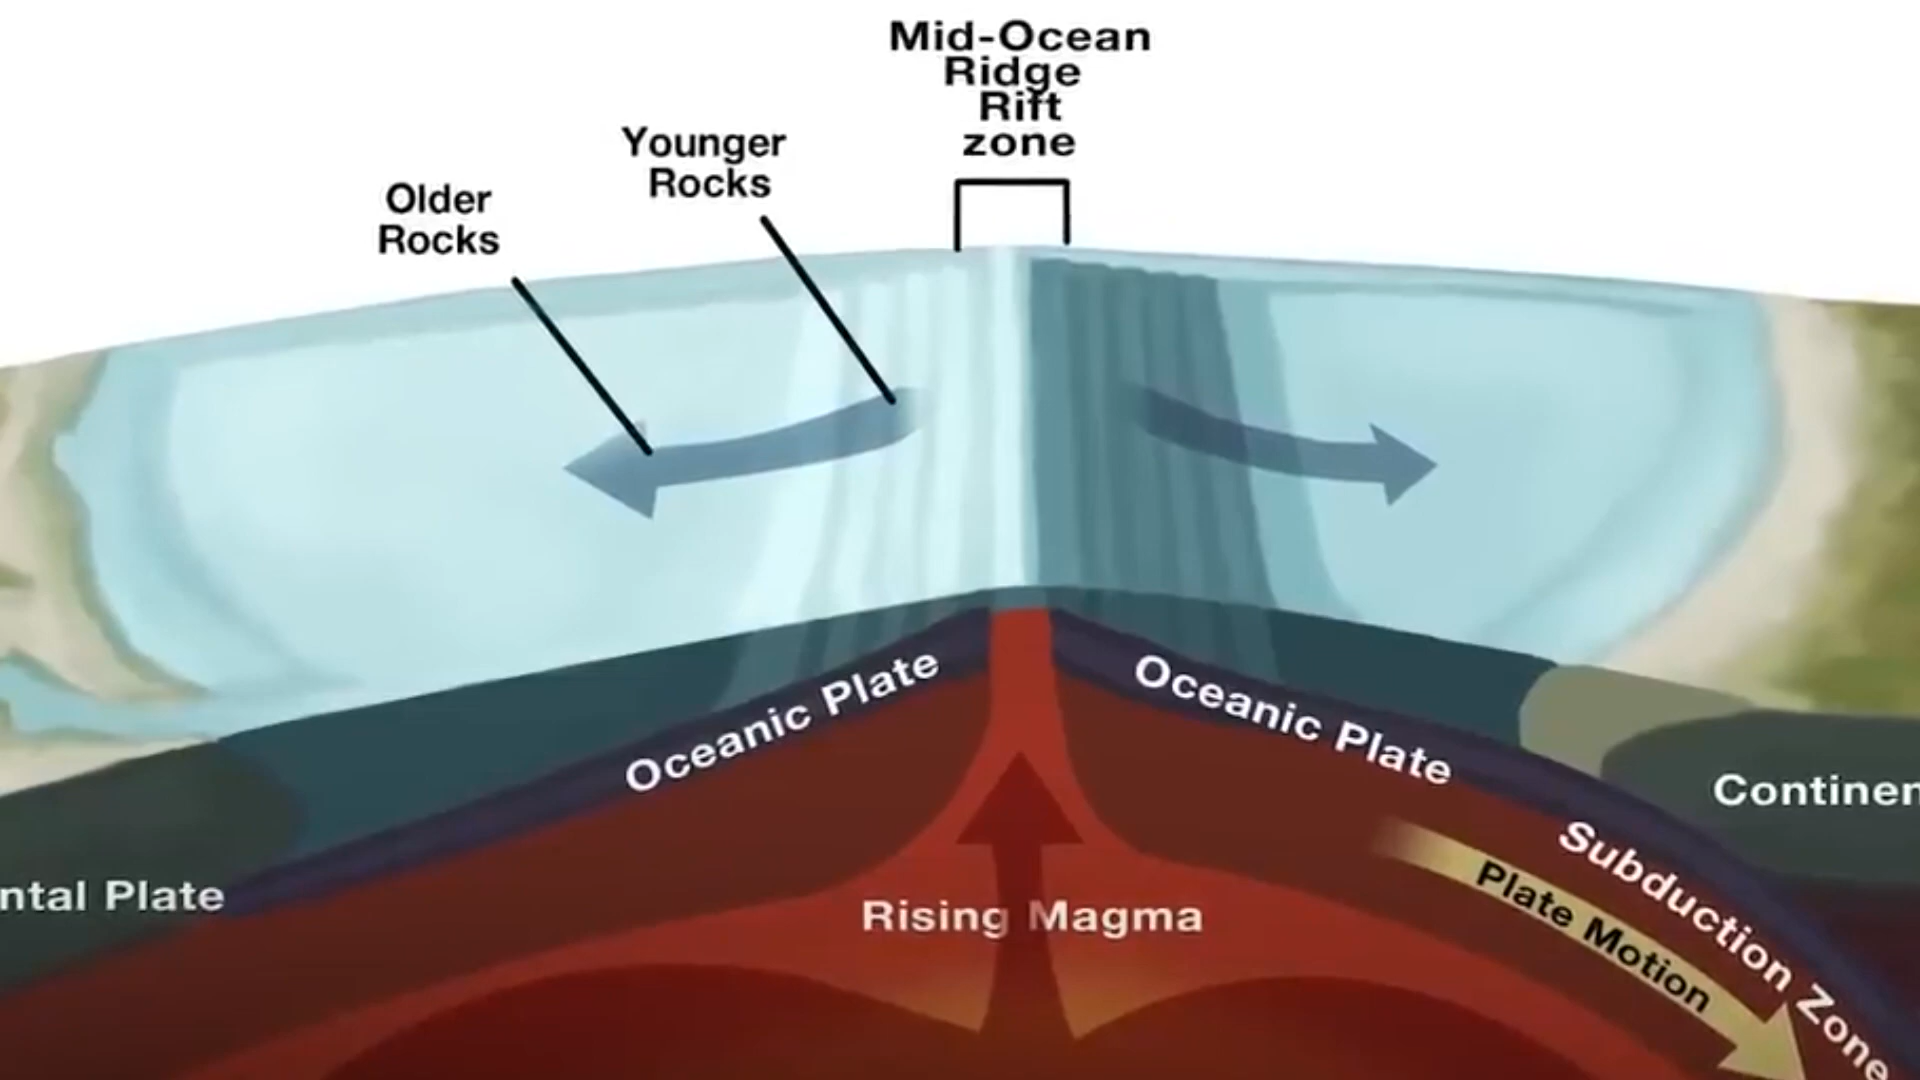 Mid-Ocean
Ridge
Rift
zone
Younger
Rocks
Older
Rocks
Oceanic Plate
Oceanic Plate
Continen
Subduction Zone
Plate Motion
ntal Plate
Rising Magma